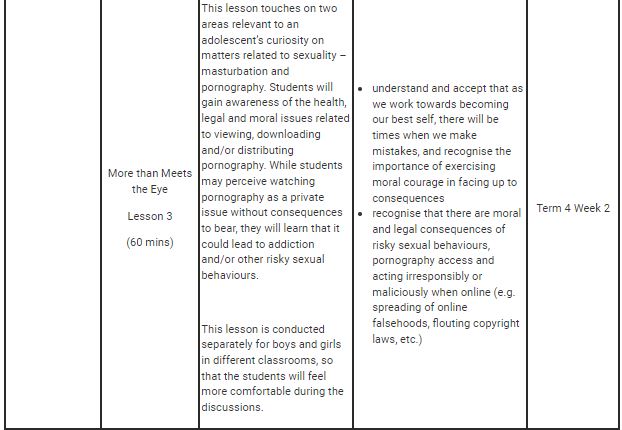 More than Meets
the Eye
Lesson 3
(60 mins)
This lesson touches on two
areas relevant to an
adolescent's curiosity on
matters related to sexuality –
masturbation and
pornography. Students will
gain awareness of the health,
legal and moral issues related
to viewing, downloading
and/or distributing
pornography. While students
may perceive watching
pornography as a private
issue without consequences
to bear, they will learn that it
could lead to addiction
and/or other risky sexual
behaviours.
This lesson is conducted
separately for boys and girls
in different classrooms, so
that the students will feel
more comfortable during the
discussions.
• understand and accept that as
we work towards becoming
our best self, there will be
times when we make
mistakes, and recognise the
importance of exercising
moral courage in facing up to
consequences
• recognise that there are moral
and legal consequences of
risky sexual behaviours,
pornography access and
acting irresponsibly or
maliciously when online (e.g.
spreading of online
falsehoods, flouting copyright
laws, etc.)
Term 4 Week 2